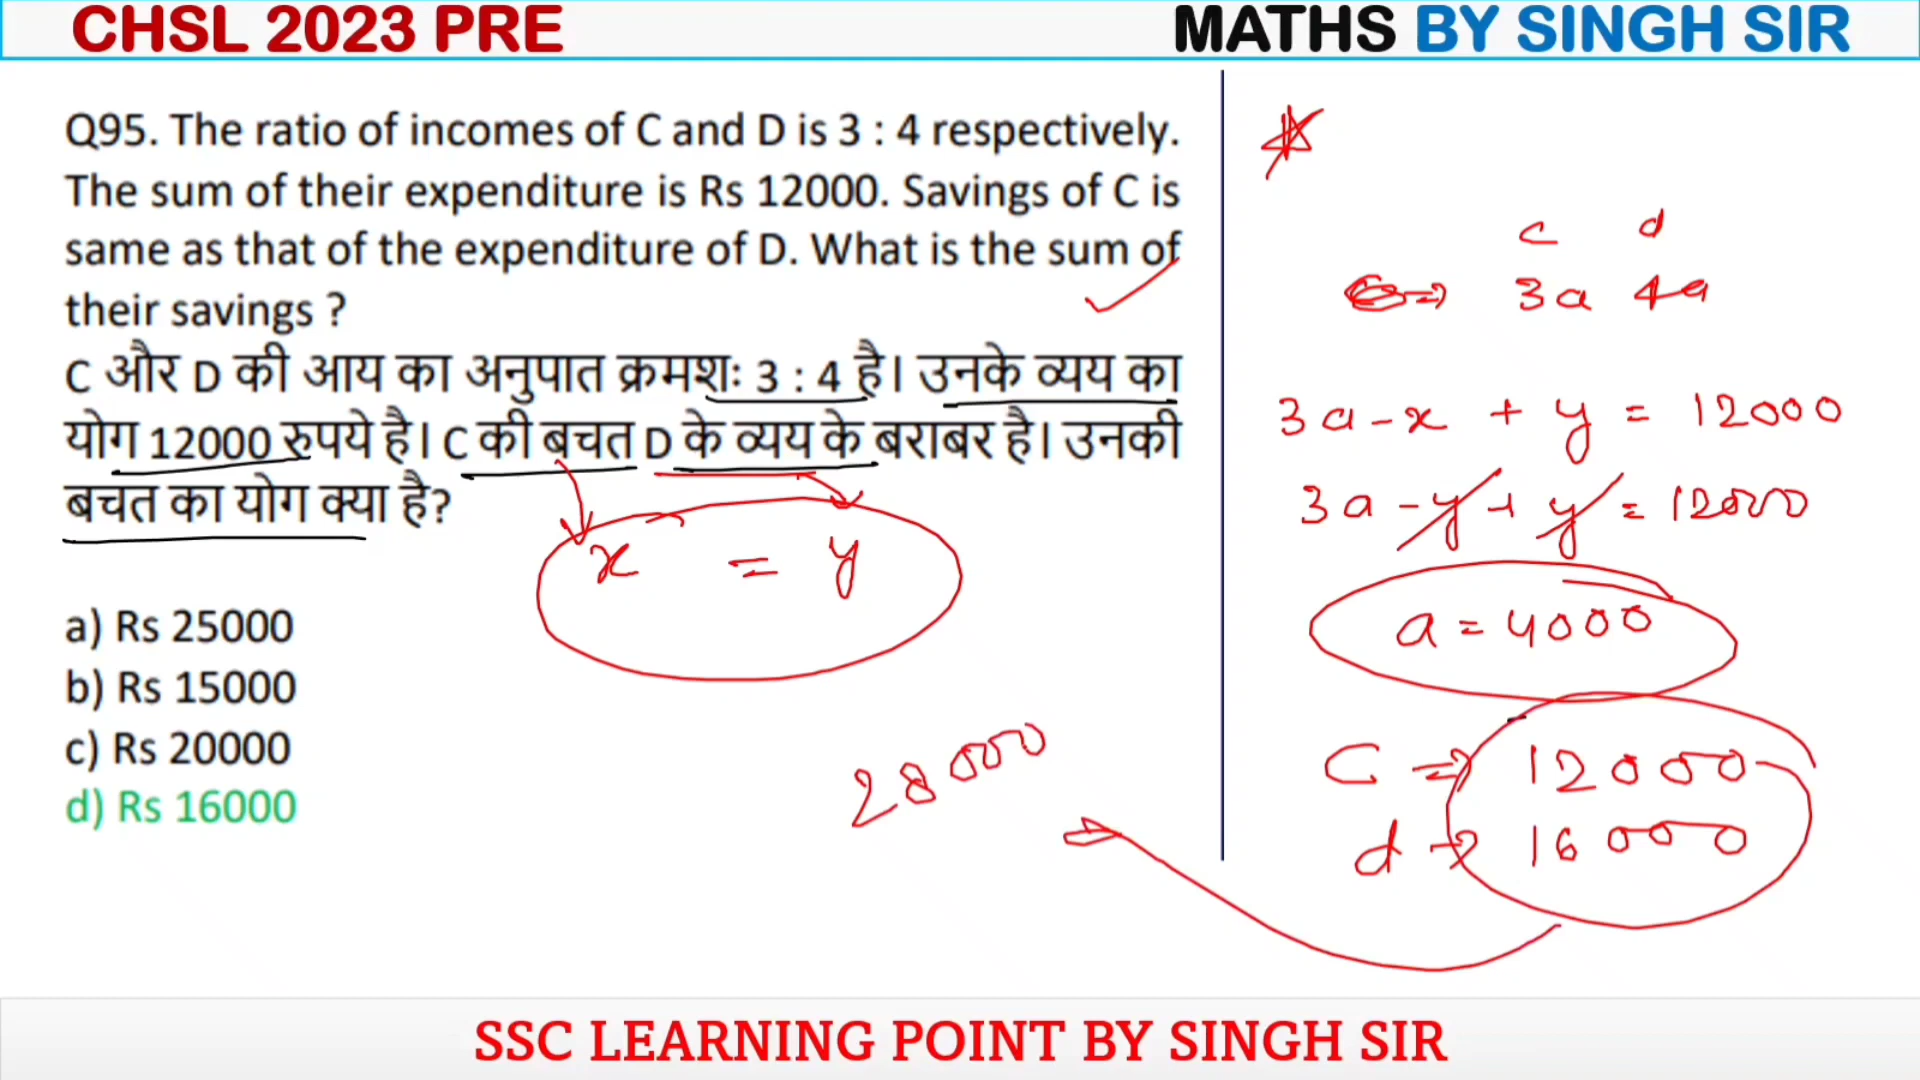 CHSL 2023 PRE
MATHS BY SINGH SIR
Q95. The ratio of incomes of C and D is 3 : 4 respectively.
The sum of their expenditure is Rs 12000. Savings of C is
same as that of the expenditure of D. What is the sum of
their savings ?
C और D की आय का अनुपात क्रमशः 3 : 4 है। उनके व्यय का
योग 12000 रुपये है। C की बचत D के व्यय के बराबर है। उनकी
बचत का योग क्या है?
x = y
a) Rs 25000
b) Rs 15000
c) Rs 20000
d) Rs 16000
28000
c d
⇒ 3a 4a
3a - x + y = 12000
3a - y + y = 12000
a = 4000
C ⇒ 12000
d → 16000
SSC LEARNING POINT BY SINGH SIR